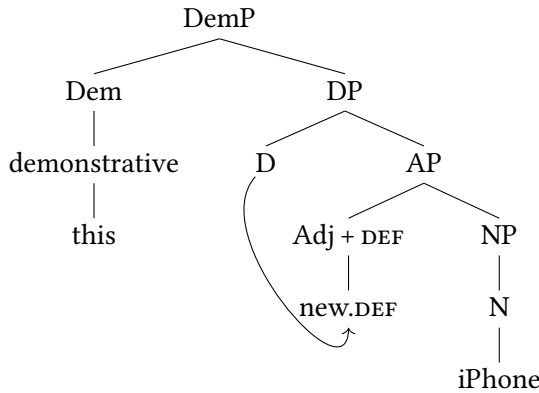 DemP
Dem DP
demonstrative D AP
this Adj + DEF NP
new.DEF N
iPhone